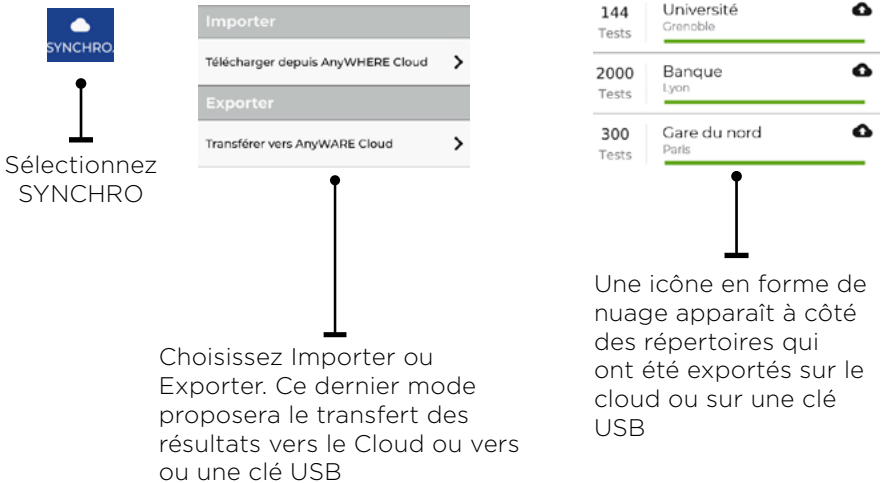 SYNCHRO.
Sélectionnez
SYNCHRO
Importer
Télécharger depuis AnyWHERE Cloud
Exporter
Transférer vers AnyWARE Cloud
Choisissez Importer ou
Exporter. Ce dernier mode
proposera le transfert des
résultats vers le Cloud ou vers
ou une clé USB
144 Université
Tests Grenoble
2000 Banque
Tests Lyon
300 Gare du nord
Tests Paris
Une icône en forme de
nuage apparaît à côté
des répertoires qui
ont été exportés sur le
cloud ou sur une clé
USB